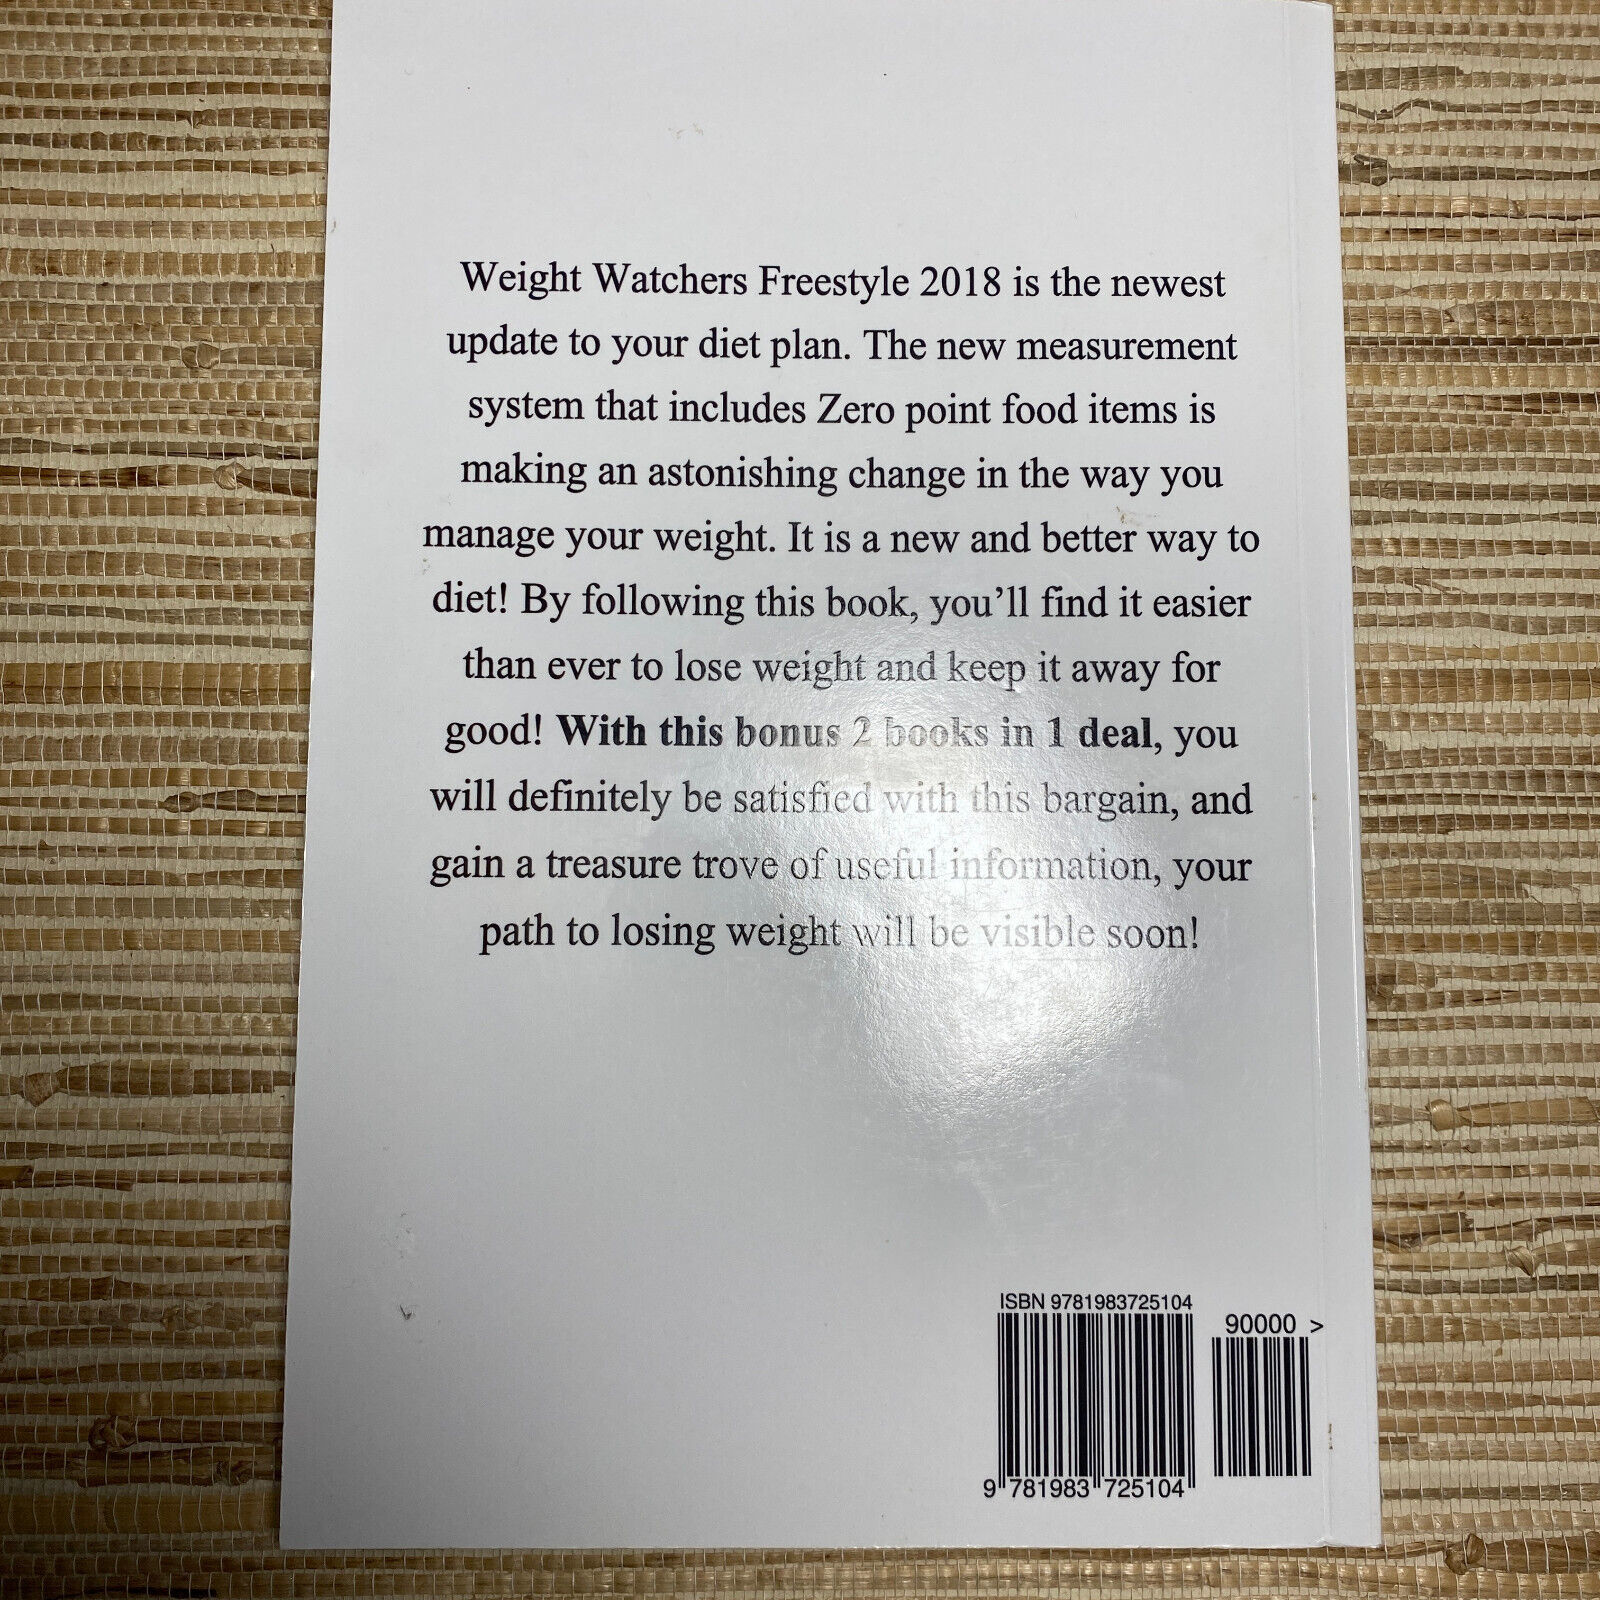 Weight Watchers Freestyle 2018 is the newest
update to your diet plan. The new measurement
system that includes Zero point food items is
making an astonishing change in the way you
manage your weight. It is a new and better way to
diet! By following this book, you’ll find it easier
than ever to lose weight and keep it away for
good! With this bonus 2 books in 1 deal, you
will definitely be satisfied with this bargain, and
gain a treasure trove of useful information, your
path to losing weight will be visible soon!
ISBN 9781983725104
90000 >
9 781983 725104